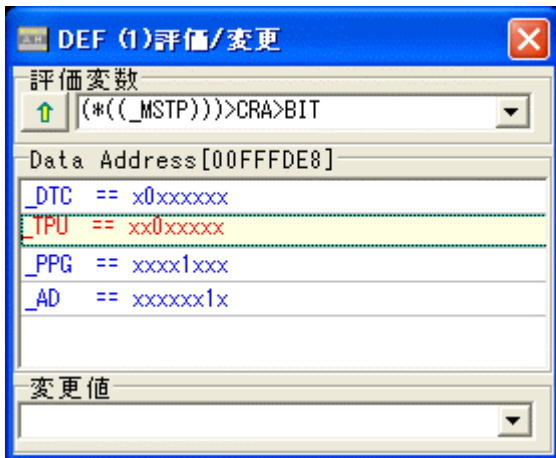 DEF (1)評価/変更
評価変数
(*((_MSTP)))>CRA>BIT
Data Address[00FFFDE8]
_DTC == x0xxxxxx
_TPU == xx0xxxxx
_PPG == xxxx1xxx
_AD == xxxxxx1x
変更値